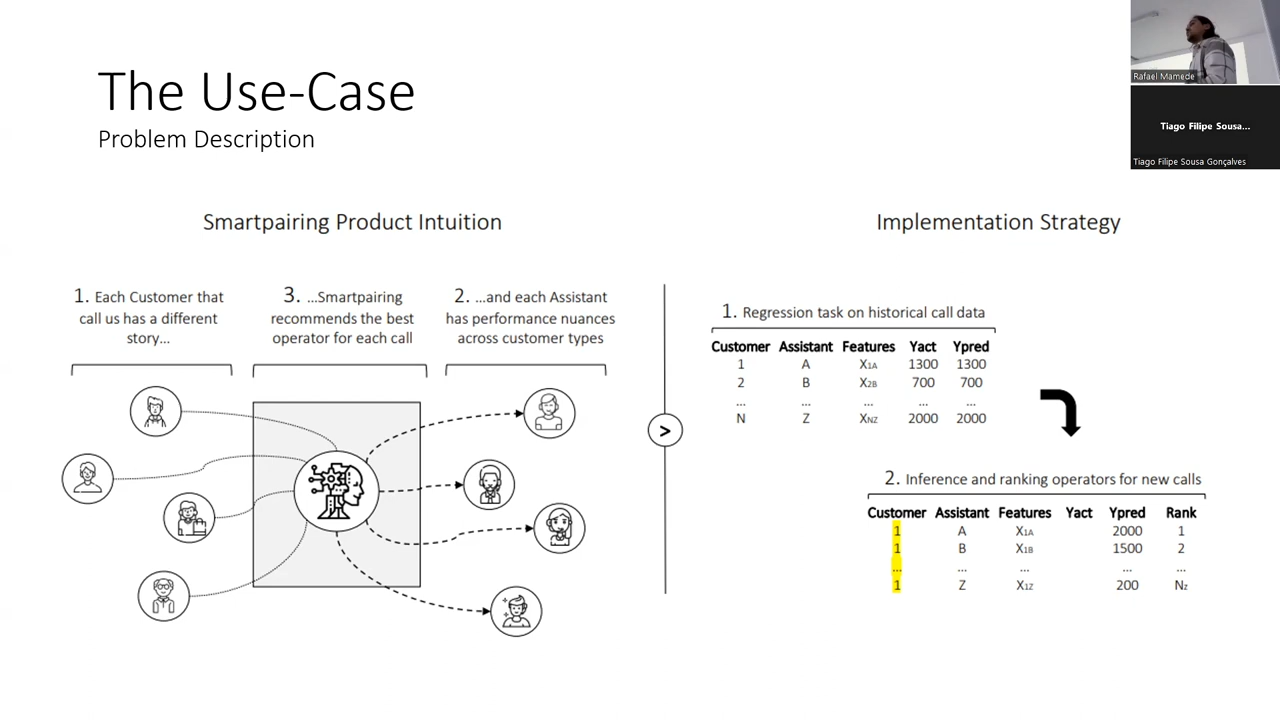 The Use-Case
Problem Description
Rafael Mamede
Tiago Filipe Sousa...
Tiago Filipe Sousa Gonçalves
Smartpairing Product Intuition
1. Each Customer that
call us has a different
story...
3. ...Smartpairing
recommends the best
operator for each call
2. ...and each Assistant
has performance nuances
across customer types
>
Implementation Strategy
1. Regression task on historical call data
Customer Assistant Features Yact Ypred
1 A X1A 1300 1300
2 B X2B 700 700
... ... ... ... ...
N Z XNZ 2000 2000
2. Inference and ranking operators for new calls
Customer Assistant Features Yact Ypred Rank
1 A X1A 2000 1
1 B X1B 1500 2
... ... ... ... ...
1 Z X1Z 200 Nz